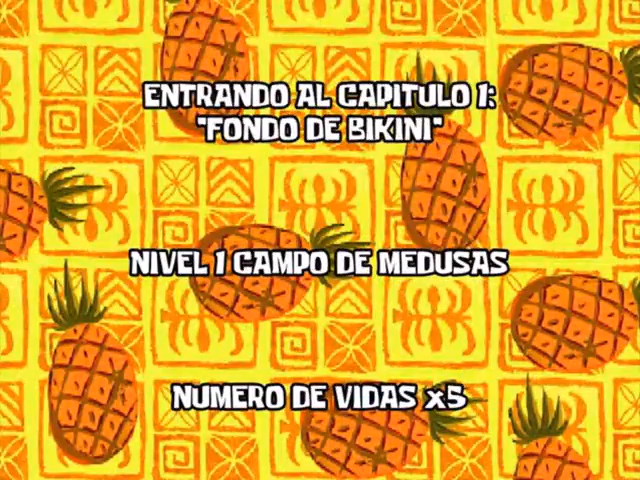 ENTRANDO AL CAPITULO 1:
"FONDO DE BIKINI"
NIVEL 1 CAMPO DE MEDUSAS
NUMERO DE VIDAS x5